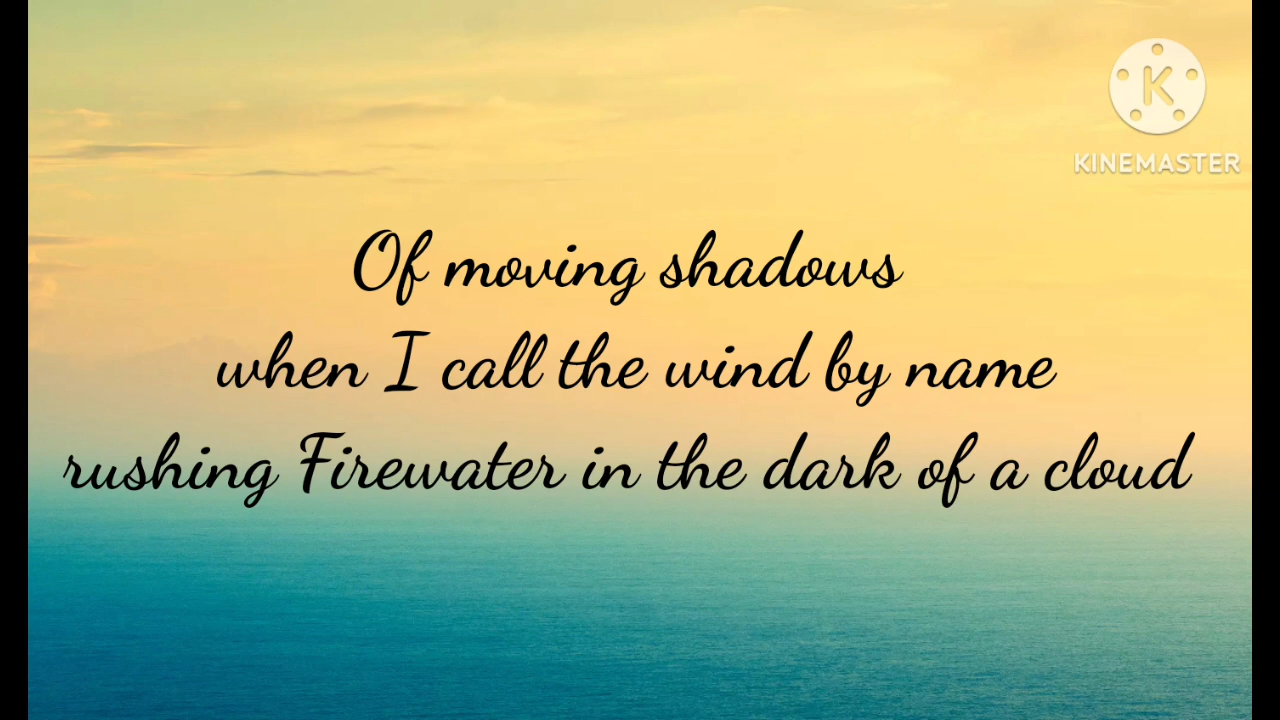 K
KINEMASTER
Of moving shadows
when I call the wind by name
rushing Firewater in the dark of a cloud